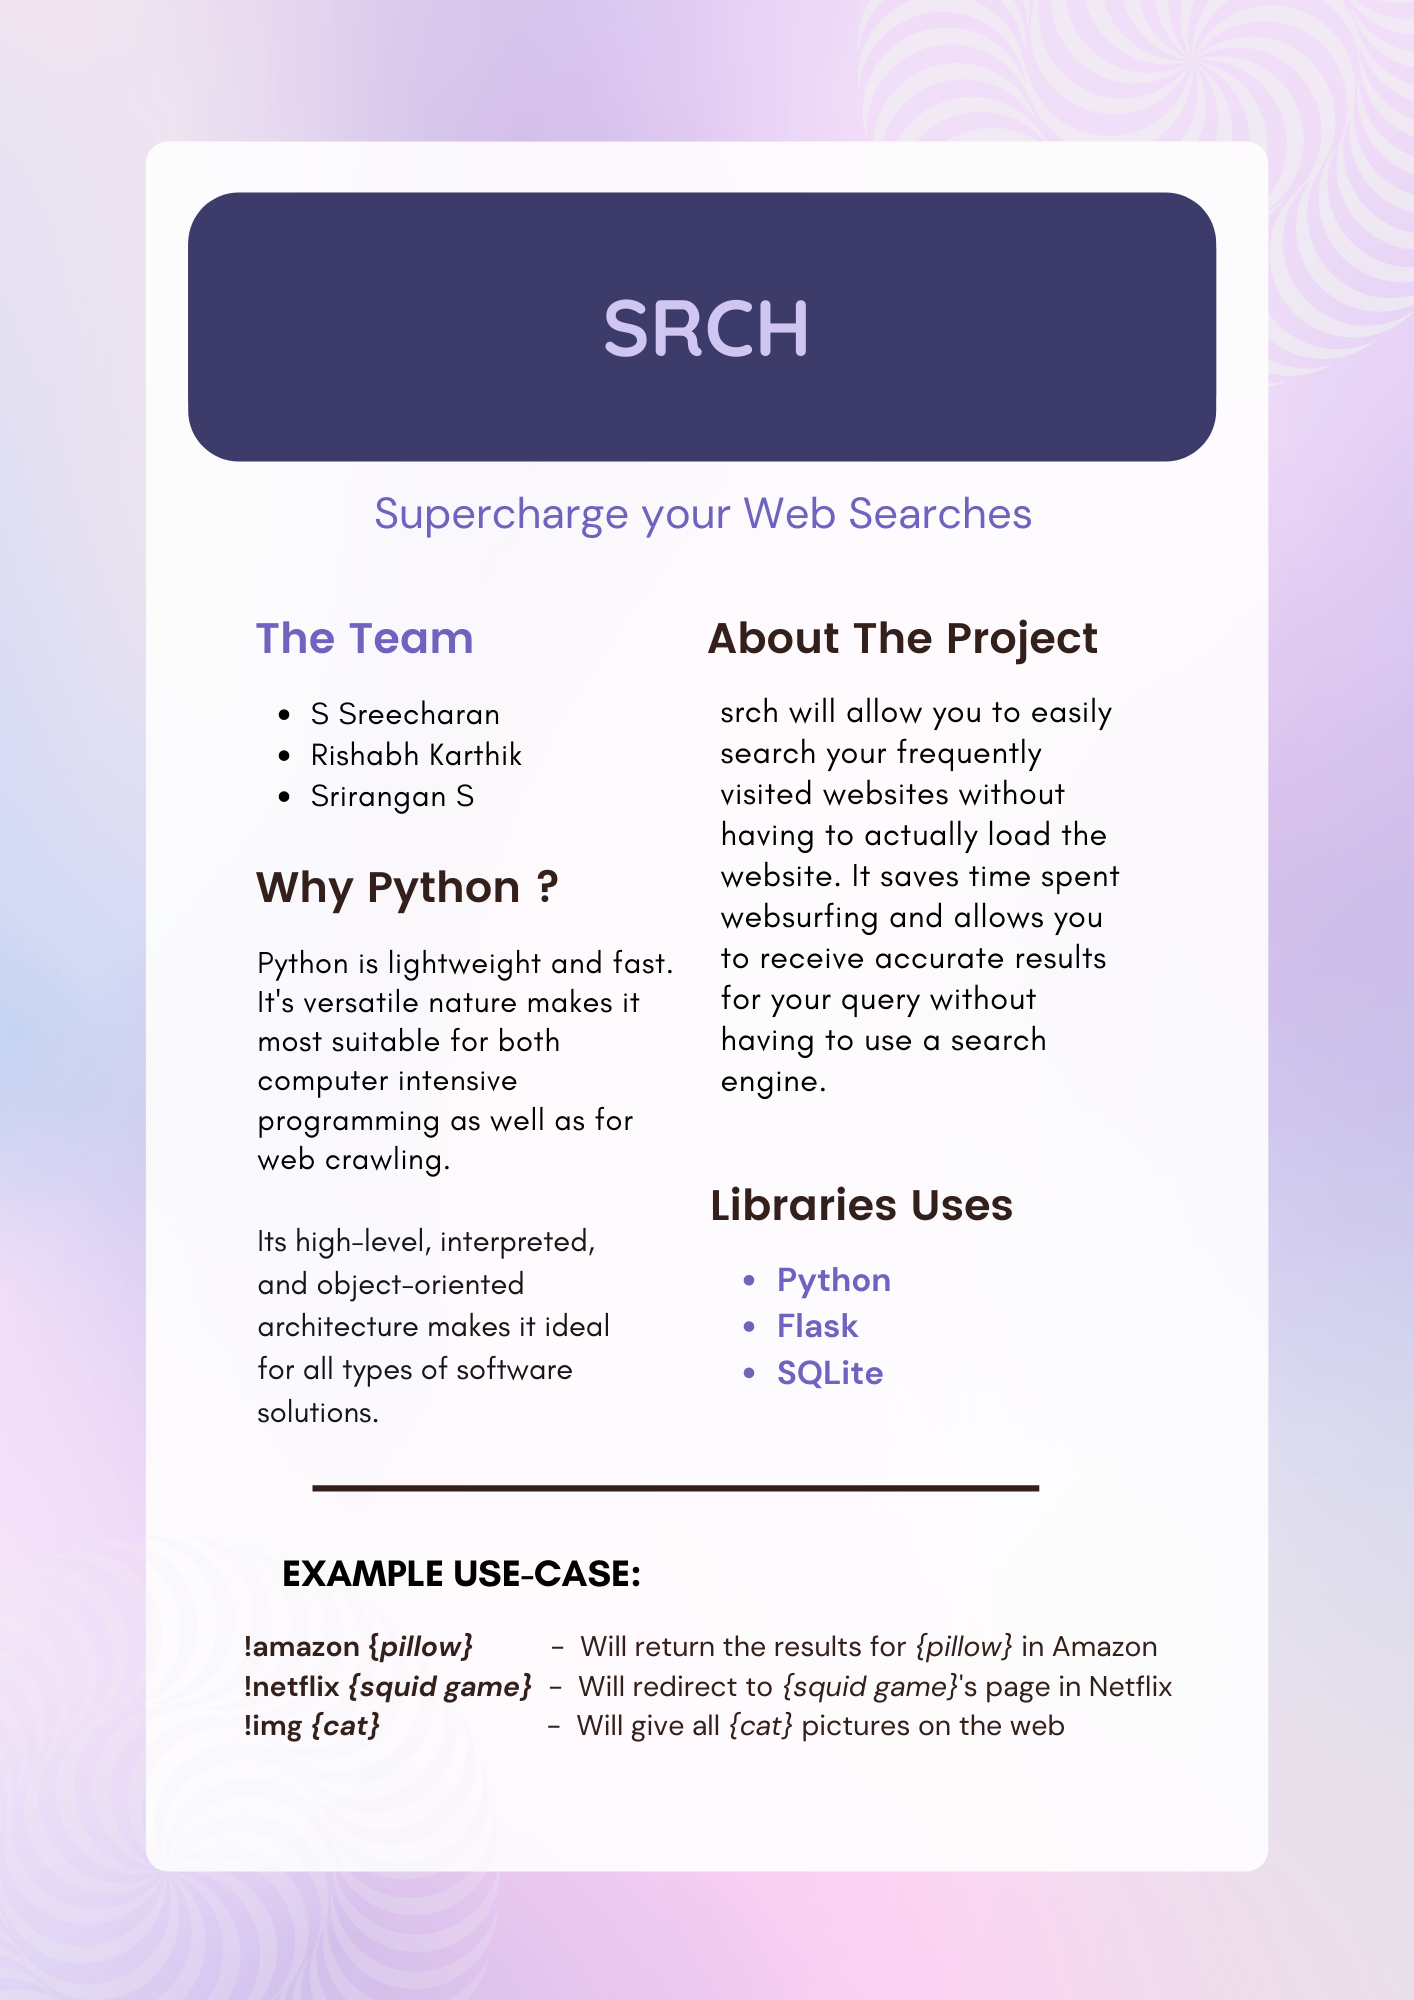 SRCH
Supercharge your Web Searches
The Team
• S Sreecharan
• Rishabh Karthik
• Srirangan S
Why Python ?
Python is lightweight and fast.
It's versatile nature makes it
most suitable for both
computer intensive
programming as well as for
web crawling.
Its high-level, interpreted,
and object-oriented
architecture makes it ideal
for all types of software
solutions.
About The Project
srch will allow you to easily
search your frequently
visited websites without
having to actually load the
website. It saves time spent
websurfing and allows you
to receive accurate results
for your query without
having to use a search
engine.
Libraries Uses
• Python
• Flask
• SQLite
EXAMPLE USE-CASE:
!amazon {pillow} - Will return the results for {pillow} in Amazon
!netflix {squid game} - Will redirect to {squid game}'s page in Netflix
!img {cat} - Will give all {cat} pictures on the web